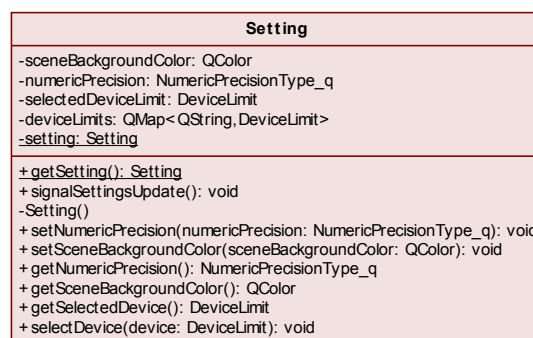 Setting
-sceneBackgroundColor: QColor
-numericPrecision: NumericPrecisionType_q
-selectedDeviceLimit: DeviceLimit
-deviceLimits: QMap<QString,DeviceLimit>
-setting: Setting
+getSetting(): Setting
+signalSettingsUpdate(): void
-Setting()
+setNumericPrecision(numericPrecision: NumericPrecisionType_q): void
+setSceneBackgroundColor(sceneBackgroundColor: QColor): void
+getNumericPrecision(): NumericPrecisionType_q
+getSceneBackgroundColor(): QColor
+getSelectedDevice(): DeviceLimit
+selectDevice(device: DeviceLimit): void